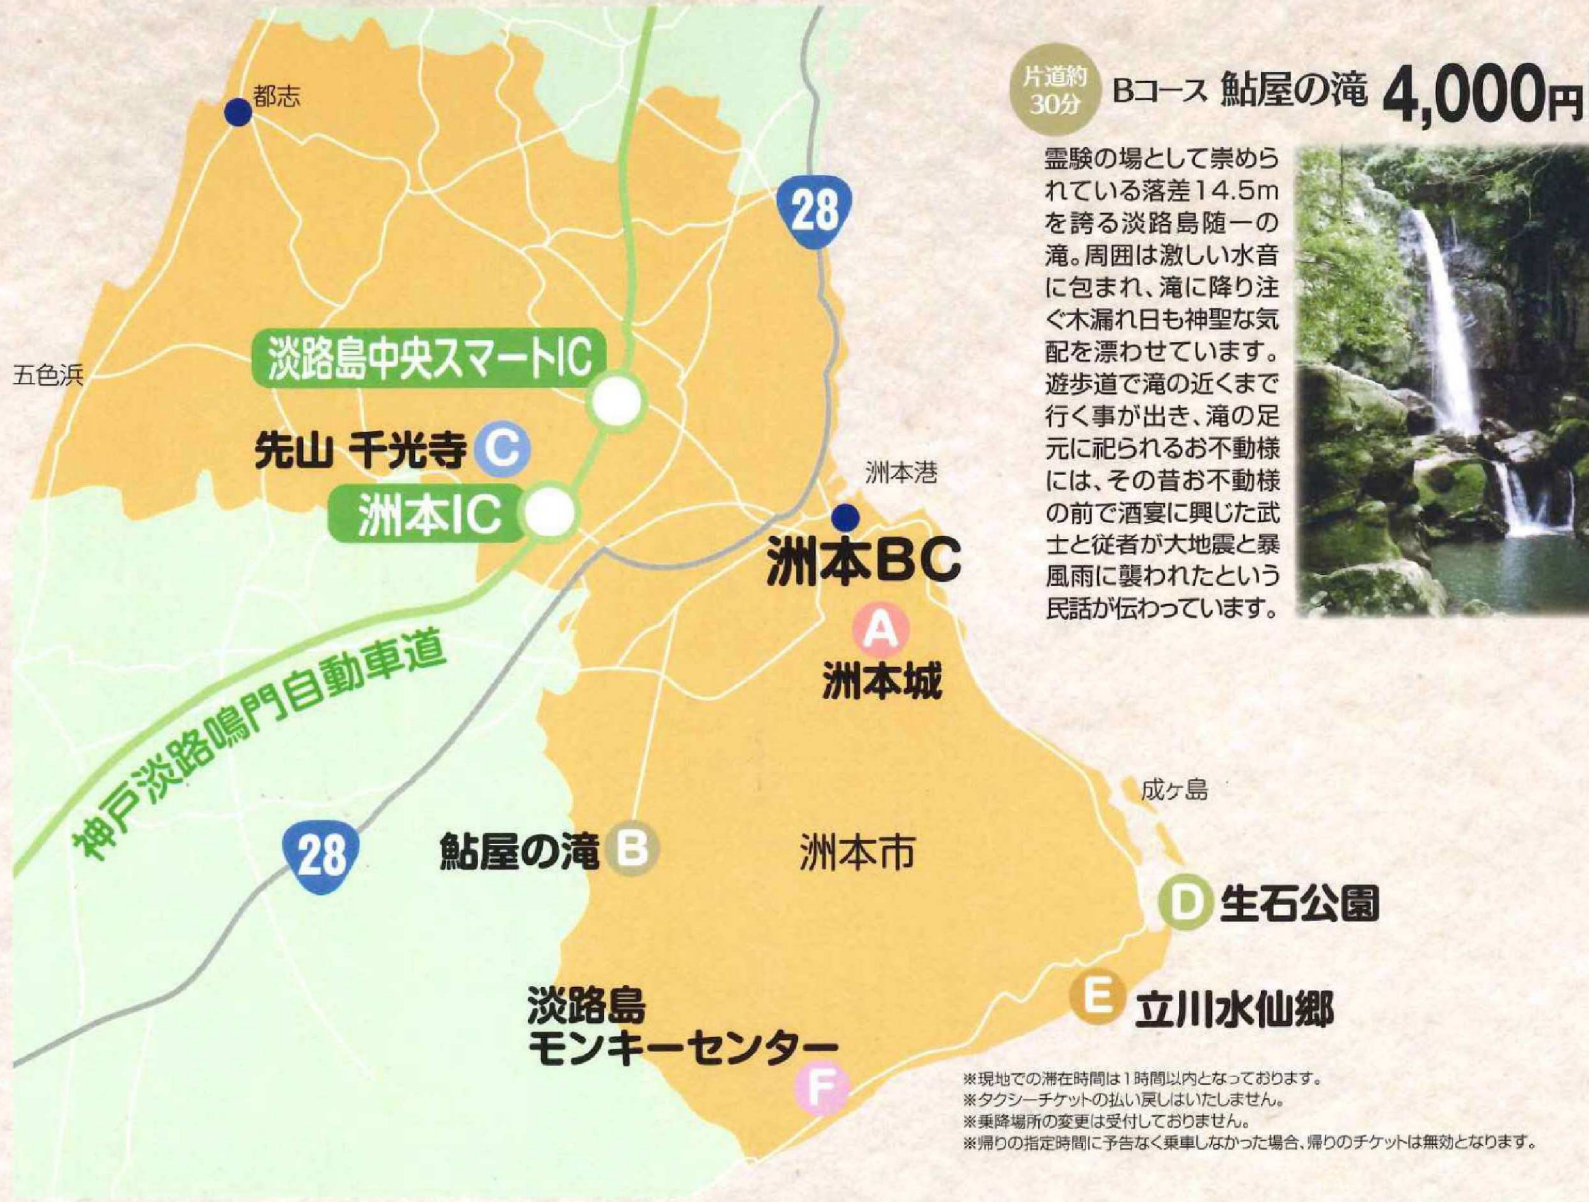 都志
28
五色浜
淡路島中央スマートIC
先山 千光寺 C
洲本IC
洲本港
洲本BC
A
洲本城
神戸淡路鳴門自動車道
成ヶ島
28
鮎屋の滝 B
洲本市
D 生石公園
E 立川水仙郷
淡路島
モンキーセンター
F
片道約
30分
Bコース 鮎屋の滝 4,000円
霊験の場として崇めら
れている落差14.5m
を誇る淡路島随一の
滝。周囲は激しい水音
に包まれ、滝に降り注
ぐ木漏れ日も神聖な気
配を漂わせています。
遊歩道で滝の近くまで
行く事が出き、滝の足
元に祀られるお不動様
には、その昔お不動様
の前で酒宴に興じた武
士と従者が大地震と暴
風雨に襲われたという
民話が伝わっています。
※現地での滞在時間は1時間以内となっております。
※タクシーチケットの払い戻しはいたしません。
※乗降場所の変更は受付しておりません。
※帰りの指定時間に予告なく乗車しなかった場合、帰りのチケットは無効となります。